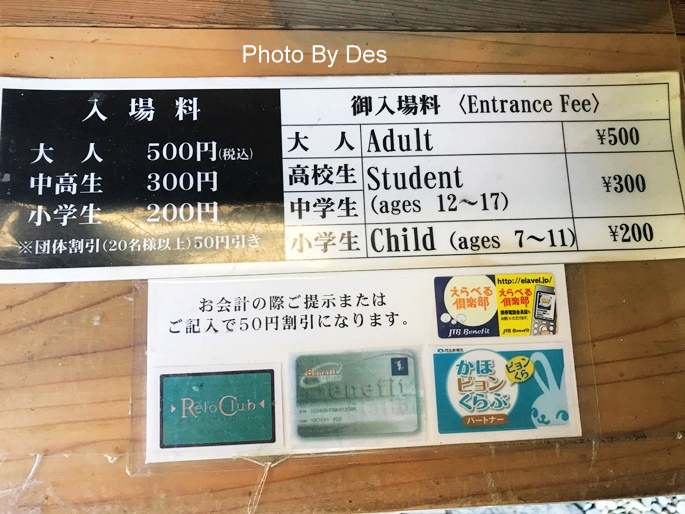 Photo By Des
入場料
大人 500円(税込)
中高生 300円
小学生 200円
※団体割引(20名様以上)50円引き
御入場料 〈Entrance Fee〉
大人 Adult ¥500
高校生
中学生
Student
(ages 12〜17)
¥300
小学生 Child (ages 7〜11) ¥200
お会計の際ご提示または
ご記入で50円割引になります。
えらべる
倶楽部
JTB Benefit
http://elavel.jp/
えらべる
倶楽部
JTB Benefit
Relo Club
Benefit
かほ
ピョン
くらぶ
パートナー
ピョン
くら